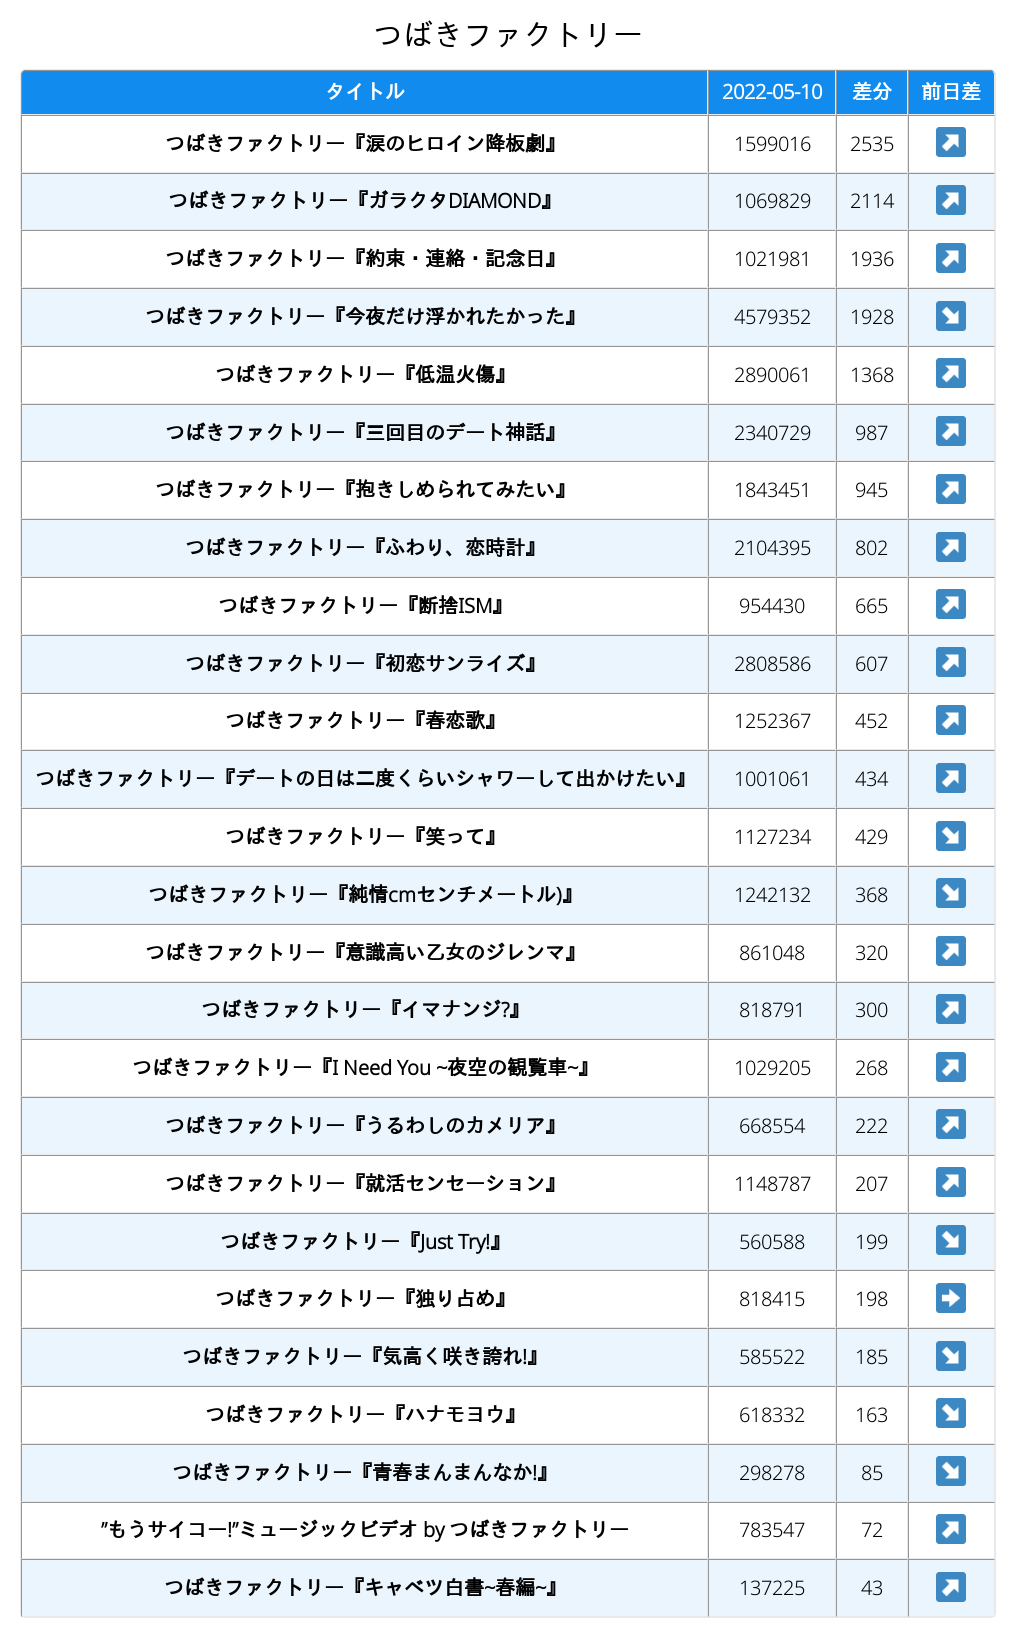 つばきファクトリー
タイトル 2022-05-10 差分 前日差
つばきファクトリー『涙のヒロイン降板劇』 1599016 2535 ↗
つばきファクトリー『ガラクタDIAMOND』 1069829 2114 ↗
つばきファクトリー『約束・連絡・記念日』 1021981 1936 ↗
つばきファクトリー『今夜だけ浮かれたかった』 4579352 1928 ↘
つばきファクトリー『低温火傷』 2890061 1368 ↗
つばきファクトリー『三回目のデート神話』 2340729 987 ↗
つばきファクトリー『抱きしめられてみたい』 1843451 945 ↗
つばきファクトリー『ふわり、恋時計』 2104395 802 ↗
つばきファクトリー『断捨ISM』 954430 665 ↗
つばきファクトリー『初恋サンライズ』 2808586 607 ↗
つばきファクトリー『春恋歌』 1252367 452 ↗
つばきファクトリー『デートの日は二度くらいシャワーして出かけたい』 1001061 434 ↗
つばきファクトリー『笑って』 1127234 429 ↘
つばきファクトリー『純情cmセンチメートル)』 1242132 368 ↘
つばきファクトリー『意識高い乙女のジレンマ』 861048 320 ↗
つばきファクトリー『イマナンジ?』 818791 300 ↗
つばきファクトリー『I Need You ~夜空の観覧車~』 1029205 268 ↗
つばきファクトリー『うるわしのカメリア』 668554 222 ↗
つばきファクトリー『就活センセーション』 1148787 207 ↗
つばきファクトリー『Just Try!』 560588 199 ↘
つばきファクトリー『独り占め』 818415 198 ➡
つばきファクトリー『気高く咲き誇れ!』 585522 185 ↘
つばきファクトリー『ハナモヨウ』 618332 163 ↘
つばきファクトリー『青春まんまんなか!』 298278 85 ↘
”もうサイコー!”ミュージックビデオ by つばきファクトリー 783547 72 ↗
つばきファクトリー『キャベツ白書~春編~』 137225 43 ↗